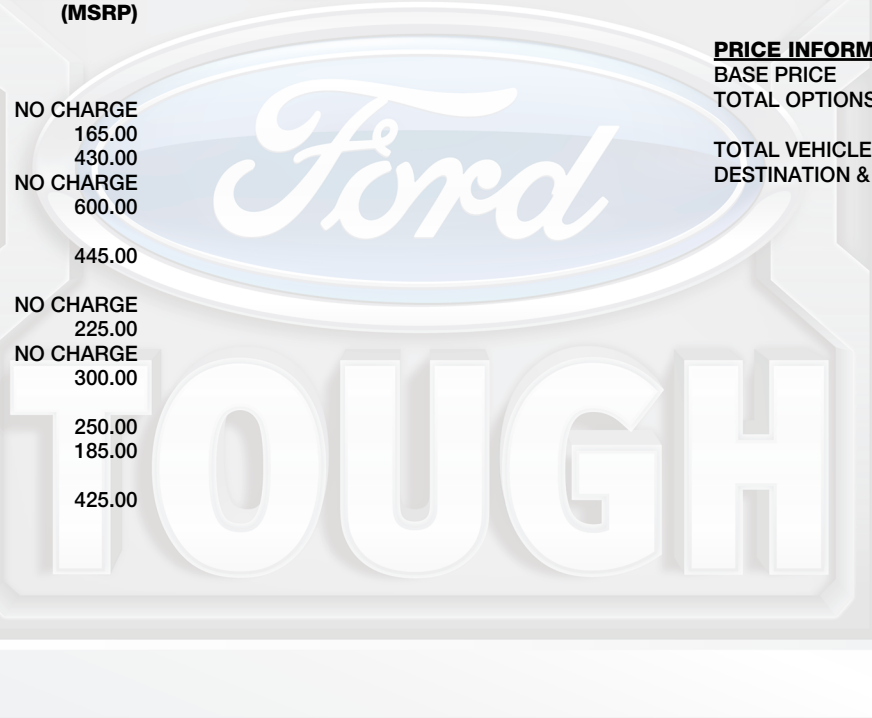 (MSRP)
NO CHARGE
165.00
430.00
NO CHARGE
600.00
445.00
NO CHARGE
225.00
NO CHARGE
300.00
250.00
185.00
425.00
PRICE INFORM
BASE PRICE
TOTAL OPTIONS
TOTAL VEHICLE
DESTINATION &
Ford
TOUGH